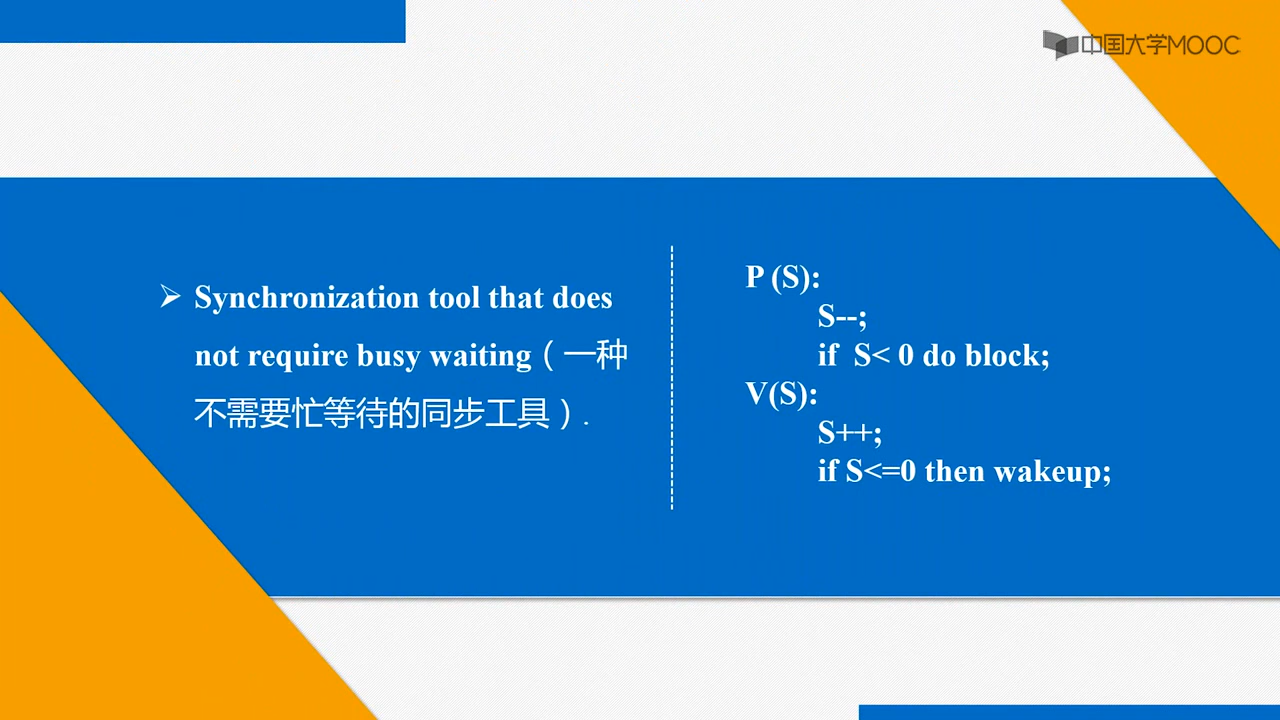 中国大学MOOC
➢ Synchronization tool that does
not require busy waiting（一种
不需要忙等待的同步工具）.
P (S):
S--;
if S< 0 do block;
V(S):
S++;
if S<=0 then wakeup;